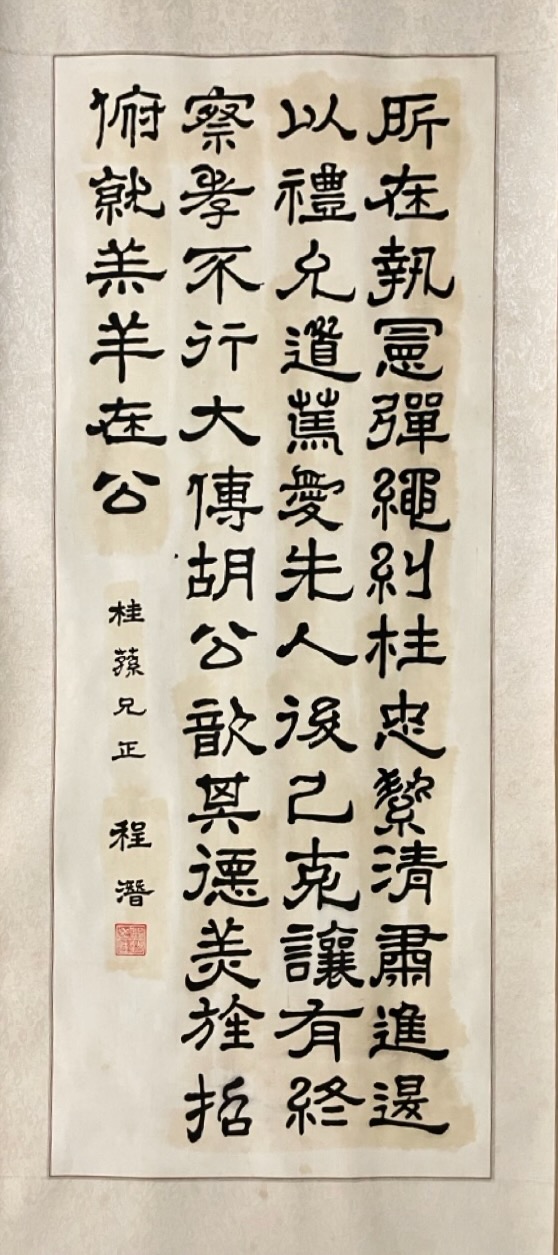 所在執憲彈繩糾枉忠絜清肅進退
以禮允道篤愛先人後己克讓有終
察孝不行大傅胡公歆其德美旌招
俯就羔羊在公
桂蓀兄正 程潛